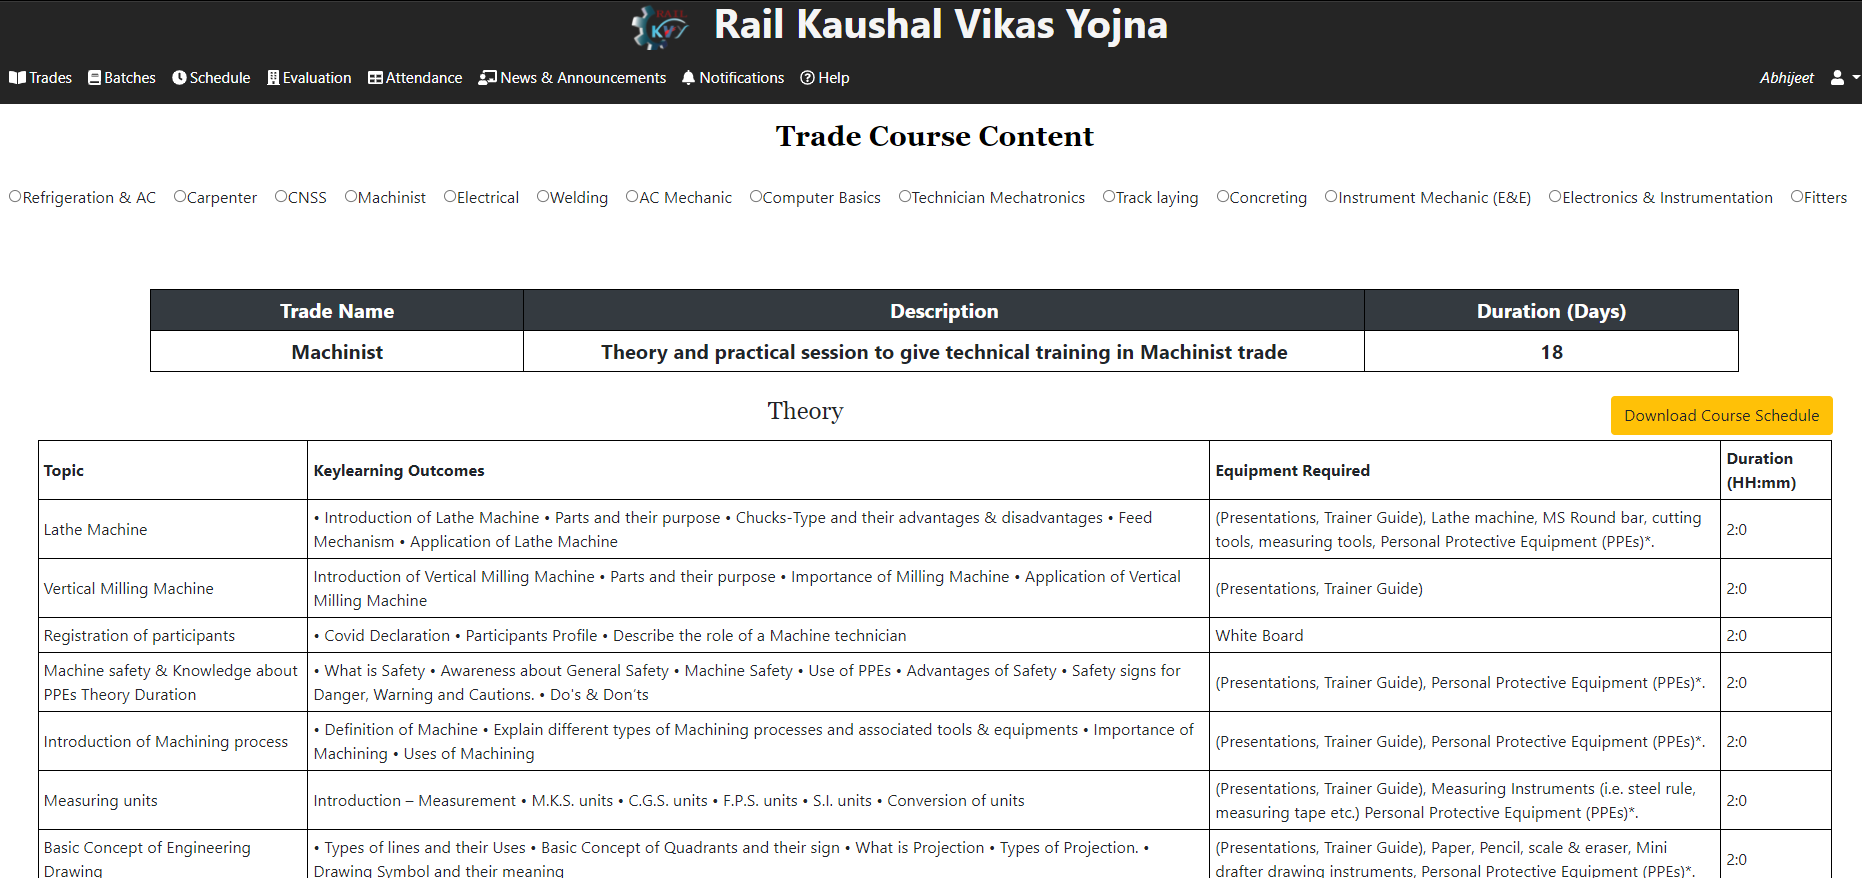 RAIL
KVY
Rail Kaushal Vikas Yojna
Trades Batches Schedule Evaluation Attendance News & Announcements Notifications Help Abhijeet
Trade Course Content
Refrigeration & AC Carpenter CNSS Machinist Electrical Welding AC Mechanic Computer Basics Technician Mechatronics Track laying Concreting Instrument Mechanic (E&E) Electronics & Instrumentation Fitters
Trade Name Description Duration (Days)
Machinist Theory and practical session to give technical training in Machinist trade 18
Theory
Download Course Schedule
Topic Keylearning Outcomes Equipment Required Duration
(HH:mm)
Lathe Machine
• Introduction of Lathe Machine • Parts and their purpose • Chucks-Type and their advantages & disadvantages • Feed
Mechanism • Application of Lathe Machine
(Presentations, Trainer Guide), Lathe machine, MS Round bar, cutting
tools, measuring tools, Personal Protective Equipment (PPEs)*.
2:0
Vertical Milling Machine
Introduction of Vertical Milling Machine • Parts and their purpose • Importance of Milling Machine • Application of Vertical
Milling Machine
(Presentations, Trainer Guide)
2:0
Registration of participants
• Covid Declaration • Participants Profile • Describe the role of a Machine technician
White Board
2:0
Machine safety & Knowledge about
PPEs Theory Duration
• What is Safety • Awareness about General Safety • Machine Safety • Use of PPEs • Advantages of Safety • Safety signs for
Danger, Warning and Cautions. • Do's & Don'ts
(Presentations, Trainer Guide), Personal Protective Equipment (PPEs)*.
2:0
Introduction of Machining process
• Definition of Machine • Explain different types of Machining processes and associated tools & equipments • Importance of
Machining • Uses of Machining
(Presentations, Trainer Guide), Personal Protective Equipment (PPEs)*.
2:0
Measuring units
Introduction – Measurement • M.K.S. units • C.G.S. units • F.P.S. units • S.I. units • Conversion of units
(Presentations, Trainer Guide), Measuring Instruments (i.e. steel rule,
measuring tape etc.) Personal Protective Equipment (PPEs)*.
2:0
Basic Concept of Engineering
Drawing
• Types of lines and their Uses • Basic Concept of Quadrants and their sign • What is Projection • Types of Projection. •
Drawing Symbol and their meaning
(Presentations, Trainer Guide), Paper, Pencil, scale & eraser, Mini
drafter drawing instruments, Personal Protective Equipment (PPEs)*.
2:0